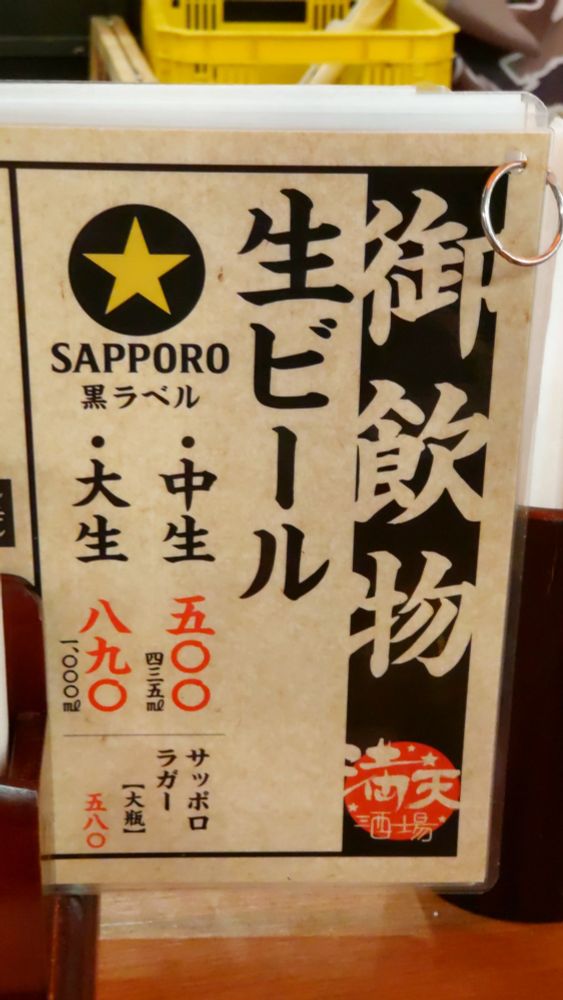 御飲物
生ビール
SAPPORO
黒ラベル
・中生 五〇〇
四三五㎖
・大生 八九〇
一、〇〇〇㎖
サッポロ
ラガー
【大瓶】
五八〇
満天
酒場